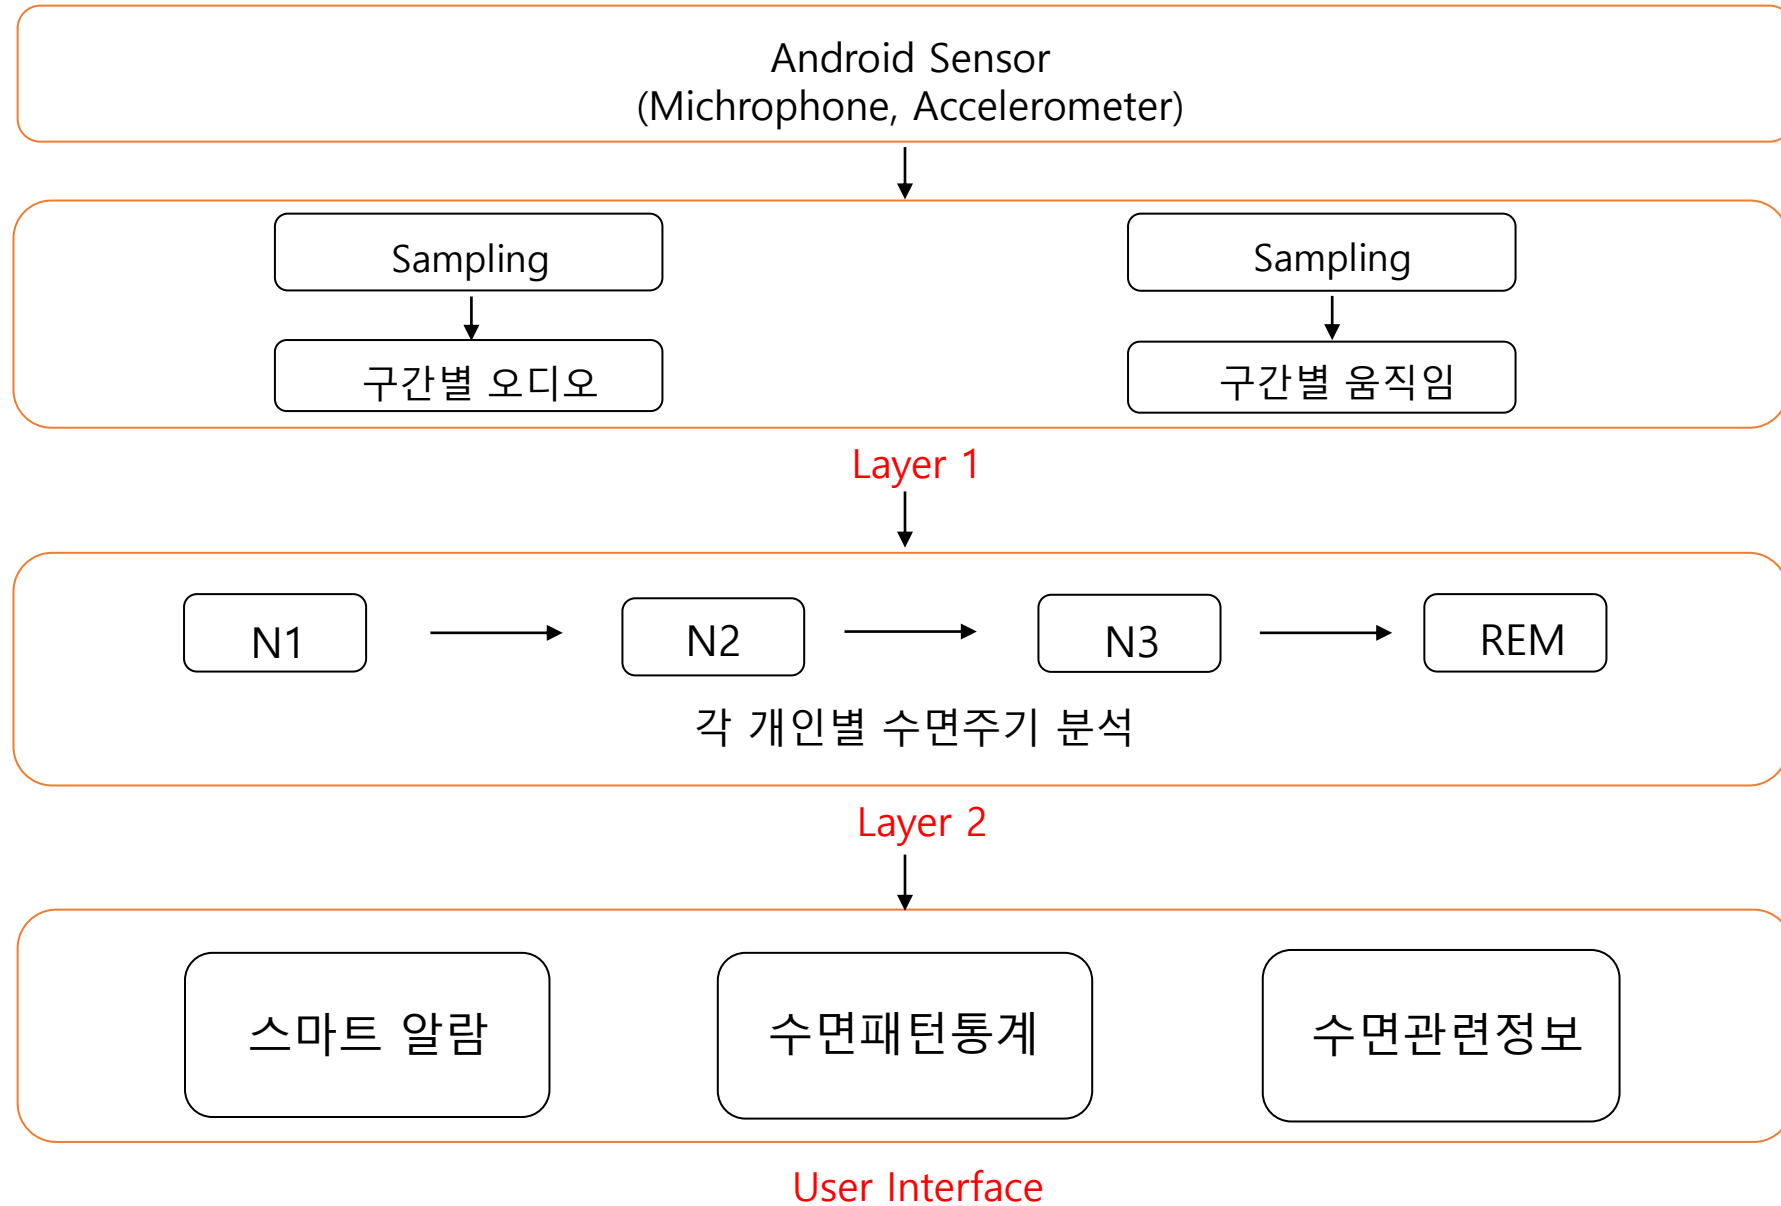 Android Sensor
(Michrophone, Accelerometer)
Sampling
Sampling
구간별 오디오
구간별 움직임
Layer 1
N1
N2
N3
REM
각 개인별 수면주기 분석
Layer 2
스마트 알람
수면패턴통계
수면관련정보
User Interface